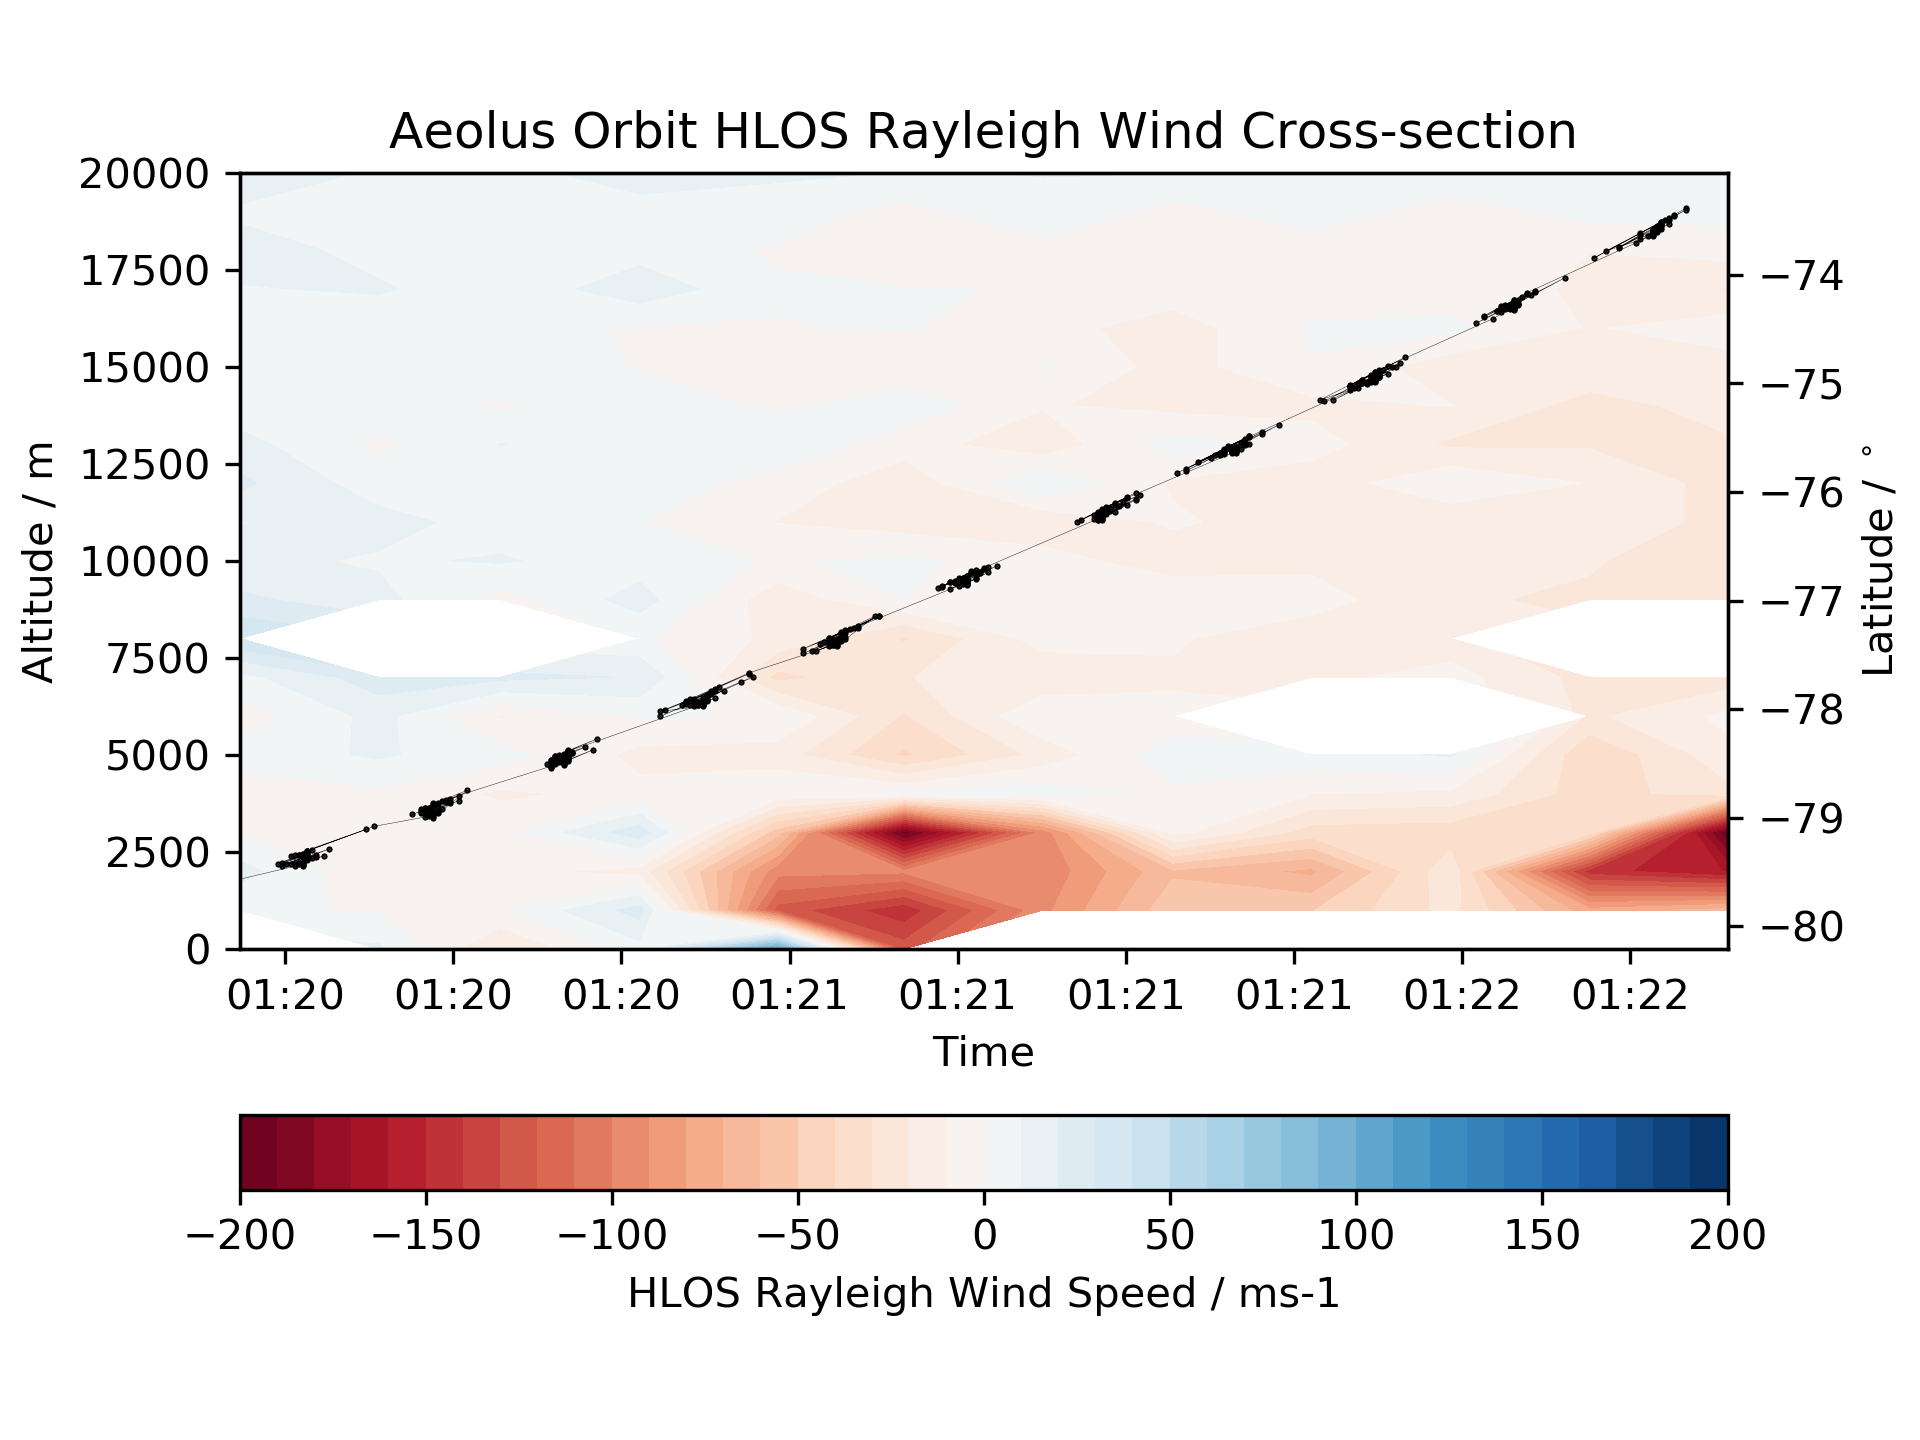 Aeolus Orbit HLOS Rayleigh Wind Cross-section
20000
17500
15000
12500
10000
7500
5000
2500
0
Altitude / m
−74
−75
−76
−77
−78
−79
−80
Latitude / °
01:20 01:20 01:20 01:21 01:21 01:21 01:21 01:22 01:22
Time
−200 −150 −100 −50 0 50 100 150 200
HLOS Rayleigh Wind Speed / ms-1